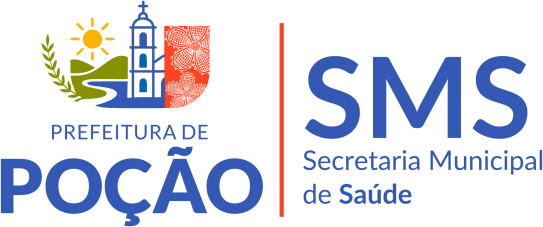 PREFEITURA DE
POÇÃO
SMS
Secretaria Municipal
de Saúde